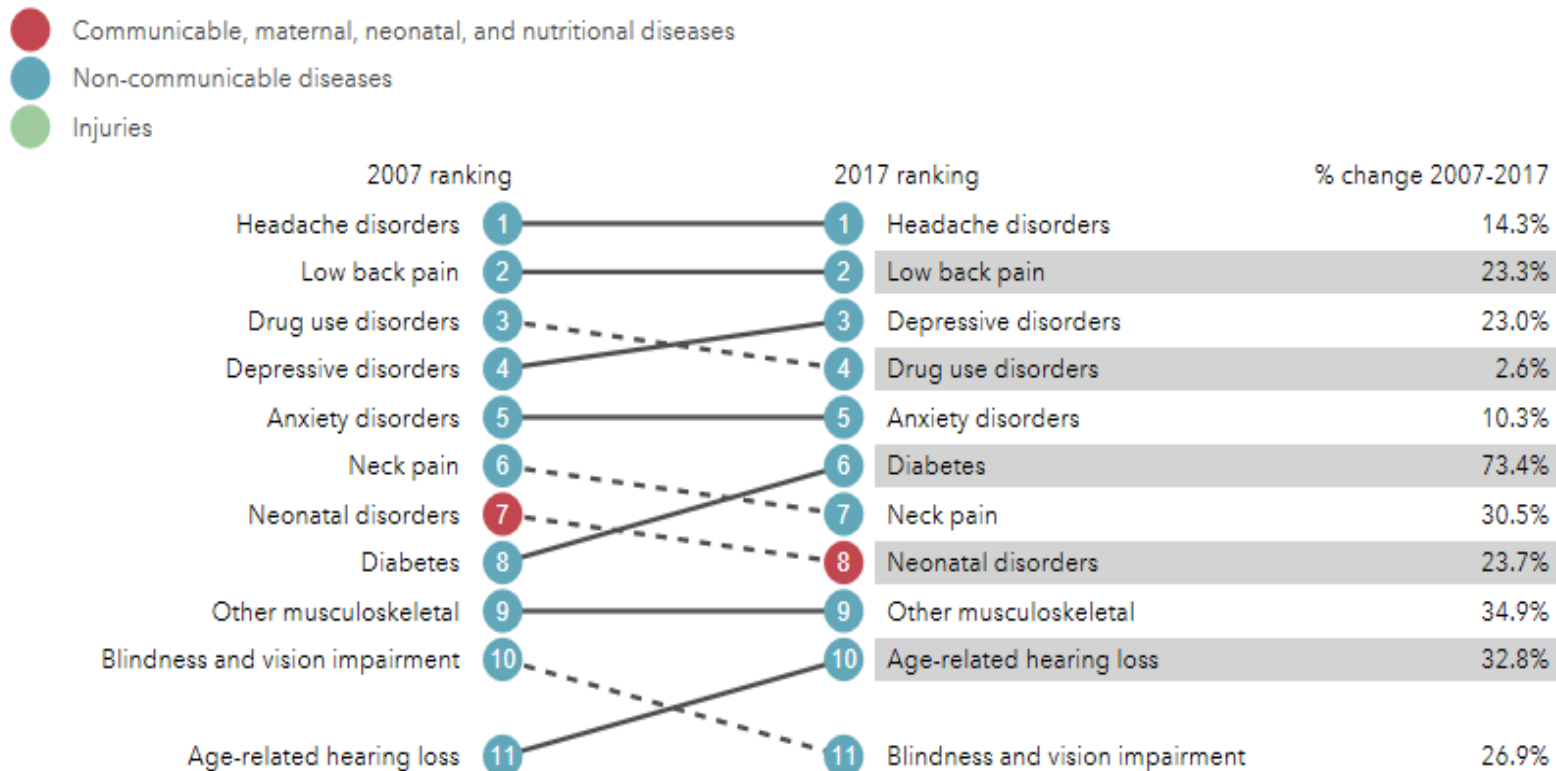 Communicable, maternal, neonatal, and nutritional diseases
Non-communicable diseases
Injuries
2007 ranking 2017 ranking % change 2007-2017
Headache disorders 1 1 Headache disorders 14.3%
Low back pain 2 2 Low back pain 23.3%
Drug use disorders 3 3 Depressive disorders 23.0%
Depressive disorders 4 4 Drug use disorders 2.6%
Anxiety disorders 5 5 Anxiety disorders 10.3%
Neck pain 6 6 Diabetes 73.4%
Neonatal disorders 7 7 Neck pain 30.5%
Diabetes 8 8 Neonatal disorders 23.7%
Other musculoskeletal 9 9 Other musculoskeletal 34.9%
Blindness and vision impairment 10 10 Age-related hearing loss 32.8%
Age-related hearing loss 11 11 Blindness and vision impairment 26.9%